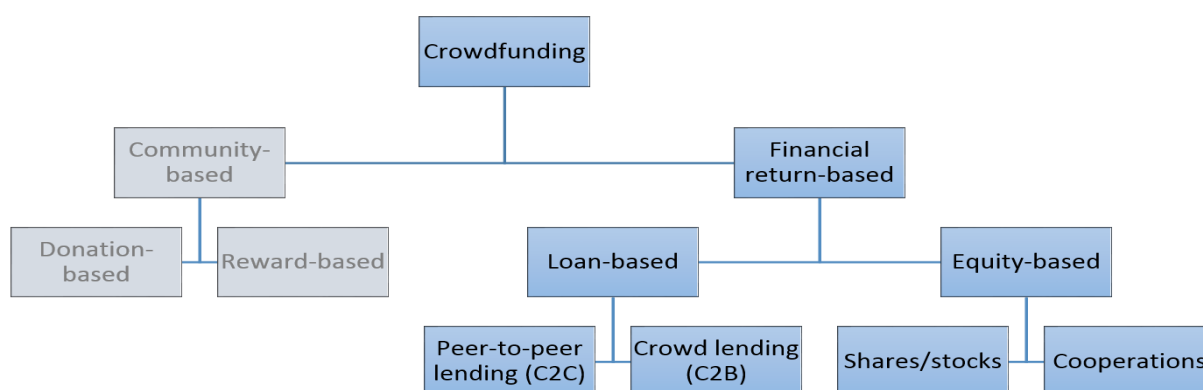 Crowdfunding
Community-
based
Financial
return-based
Donation-
based
Reward-based
Loan-based
Equity-based
Peer-to-peer
lending (C2C)
Crowd lending
(C2B)
Shares/stocks
Cooperations